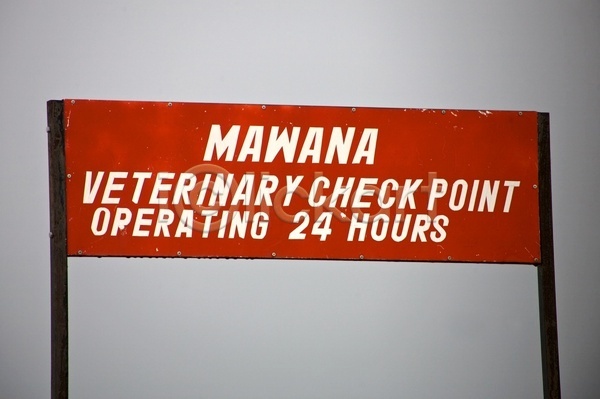 MAWANA
VETERINARY CHECK POINT
OPERATING 24 HOURS